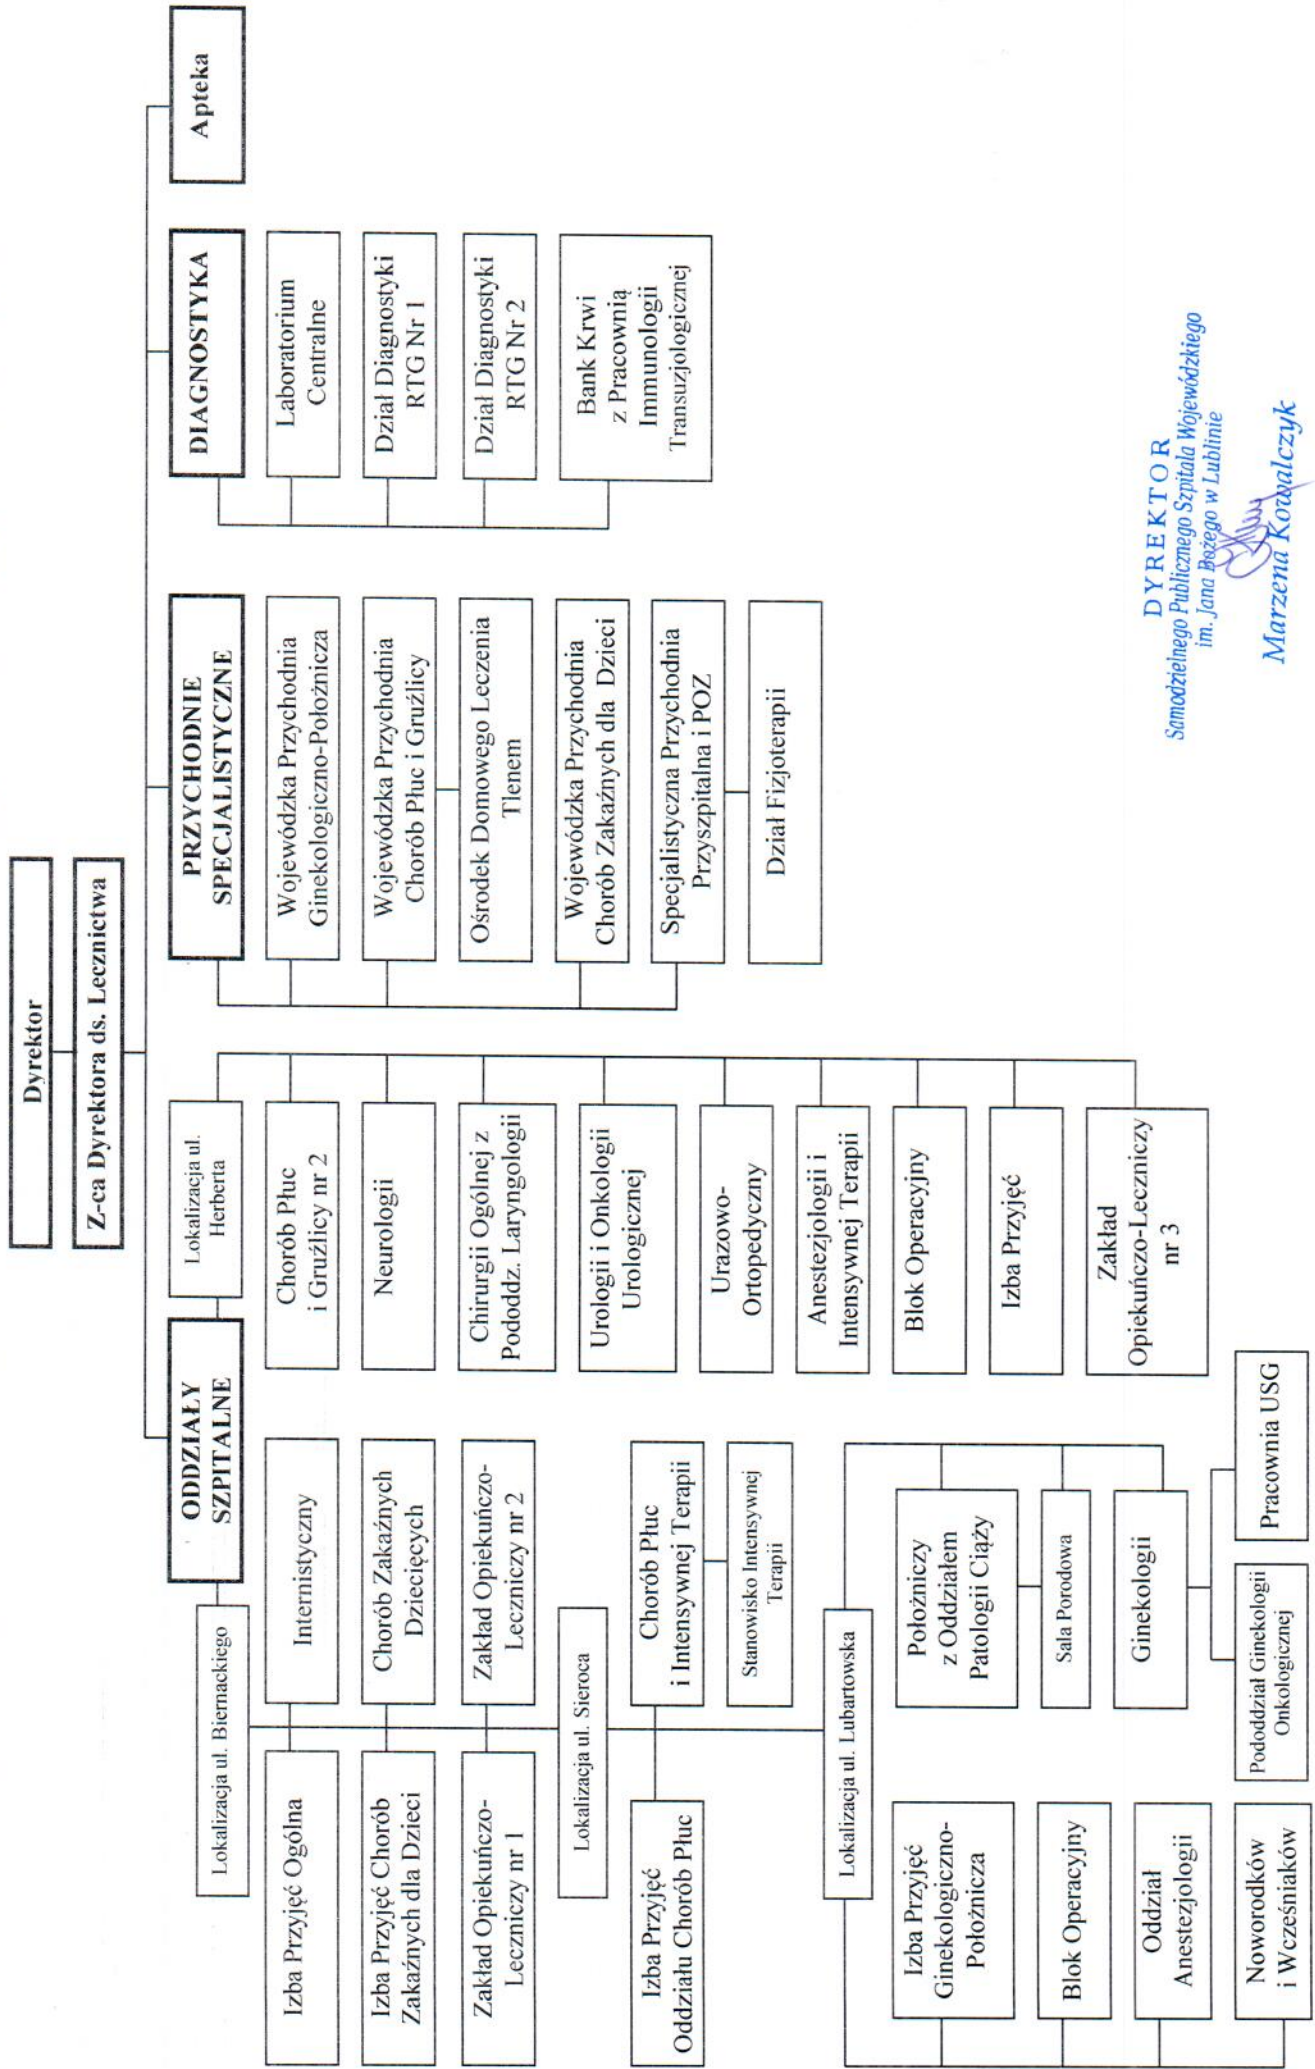 Dyrektor
Z-ca Dyrektora ds. Lecznictwa
ODDZIAŁY
SZPITALNE
Lokalizacja ul. Biernackiego
Izba Przyjęć Ogólna
Internistyczny
Izba Przyjęć Chorób
Zakaźnych dla Dzieci
Chorób Zakaźnych
Dziecięcych
Zakład Opiekuńczo-
Leczniczy nr 1
Zakład Opiekuńczo-
Leczniczy nr 2
Lokalizacja ul. Sieroca
Izba Przyjęć
Oddziału Chorób Płuc
Chorób Płuc
i Intensywnej Terapii
Stanowisko Intensywnej
Terapii
Lokalizacja ul. Lubartowska
Izba Przyjęć
Ginekologiczno-
Położnicza
Blok Operacyjny
Oddział
Anestezjologii
Noworodków
i Wcześniaków
Położniczy
z Oddziałem
Patologii Ciąży
Sala Porodowa
Ginekologii
Pododdział Ginekologii
Onkologicznej
Pracownia USG
Lokalizacja ul.
Herberta
Chorób Płuc
i Gruźlicy nr 2
Neurologii
Chirurgii Ogólnej z
Pododdz. Laryngologii
Urologii i Onkologii
Urologicznej
Urazowo-
Ortopedyczny
Anestezjologii i
Intensywnej Terapii
Blok Operacyjny
Izba Przyjęć
Zakład
Opiekuńczo-Leczniczy
nr 3
PRZYCHODNIE
SPECJALISTYCZNE
Wojewódzka Przychodnia
Ginekologiczno-Położnicza
Wojewódzka Przychodnia
Chorób Płuc i Gruźlicy
Ośrodek Domowego Leczenia
Tlenem
Wojewódzka Przychodnia
Chorób Zakaźnych dla Dzieci
Specjalistyczna Przychodnia
Przyszpitalna i POZ
Dział Fizjoterapii
DIAGNOSTYKA
Laboratorium
Centralne
Dział Diagnostyki
RTG Nr 1
Dział Diagnostyki
RTG Nr 2
Bank Krwi
z Pracownią
Immunologii
Transuzjologicznej
Apteka
DYREKTOR
Samodzielnego Publicznego Szpitala Wojewódzkiego
im. Jana Bożego w Lublinie
Marzena Kowalczyk